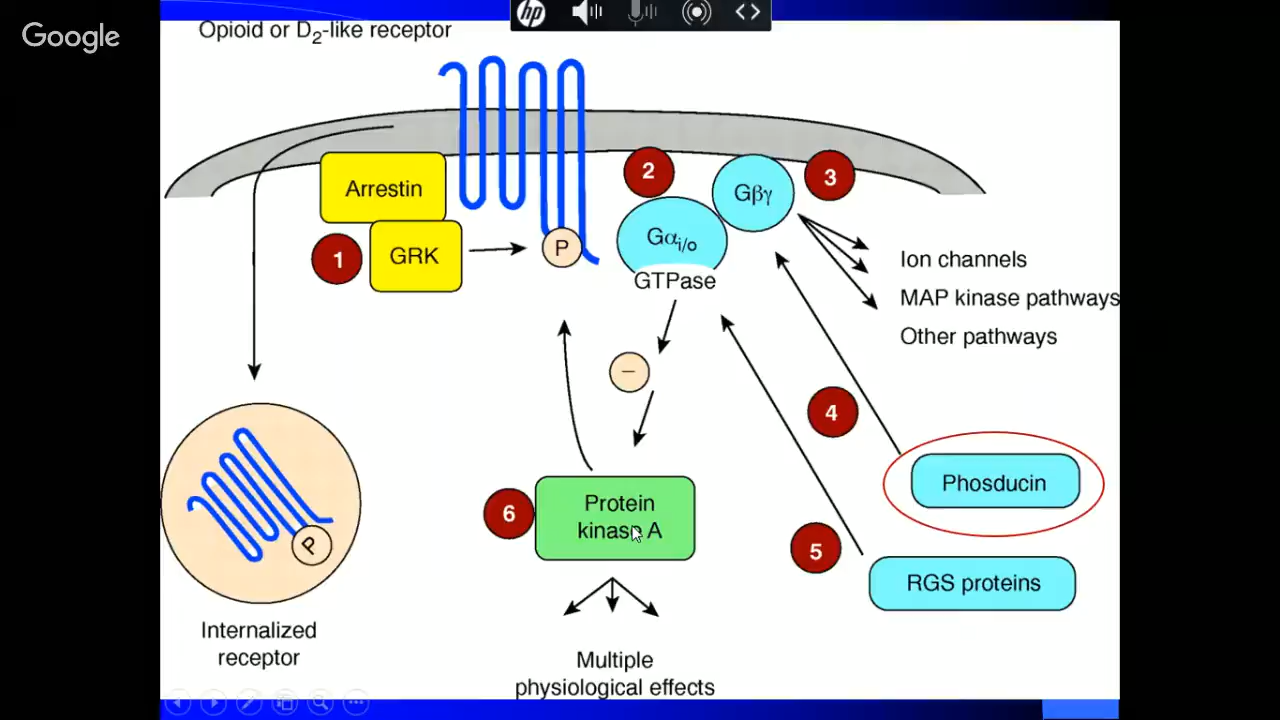 Google
hp
Opioid or D₂-like receptor
Arrestin
GRK
1
P
2
Gαi/o
GTPase
Gβγ
3
Ion channels
MAP kinase pathways
Other pathways
−
4
Phosducin
5
RGS proteins
6
Protein
kinase A
Multiple
physiological effects
P
Internalized
receptor